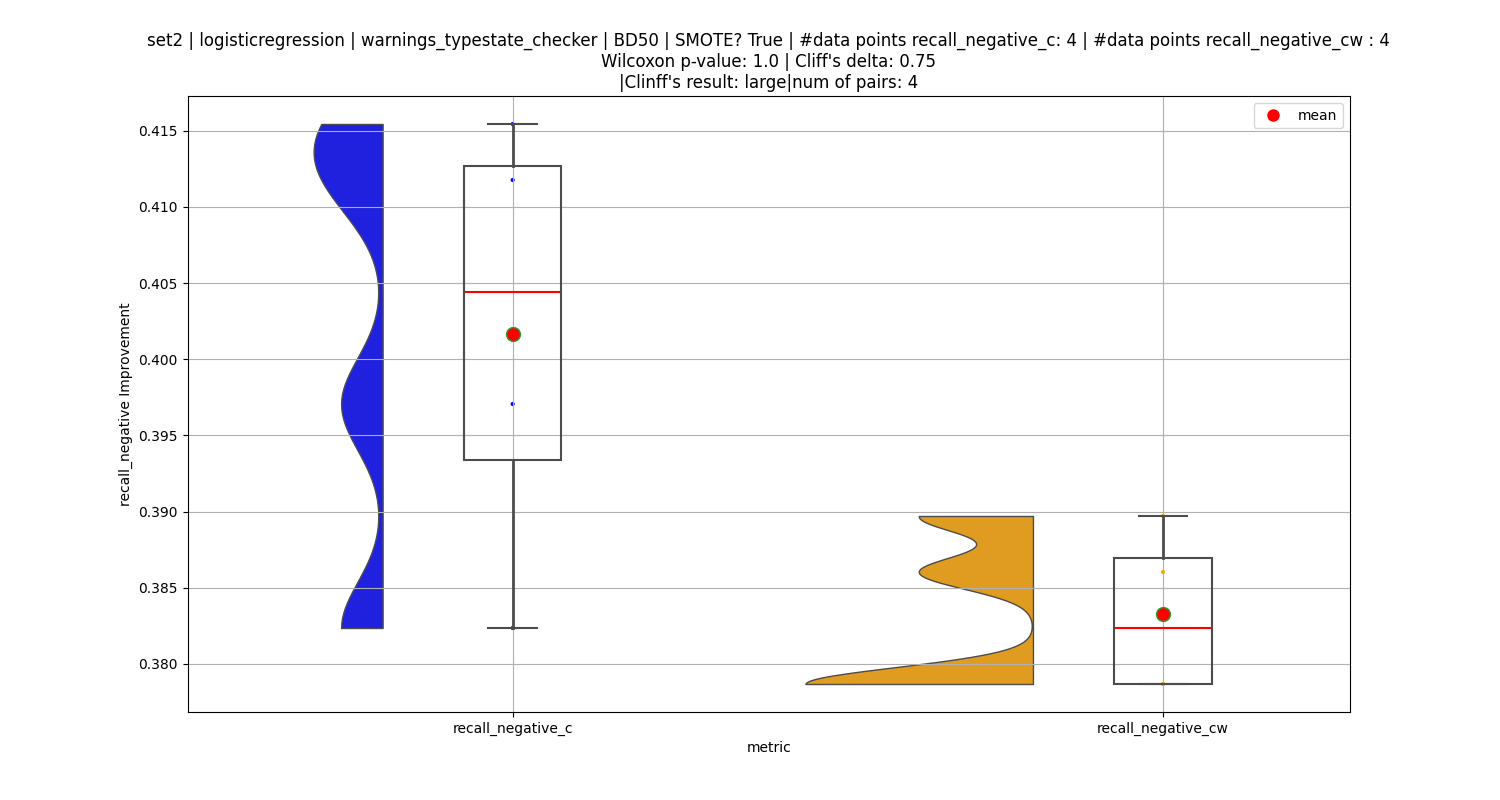 set2 | logisticregression | warnings_typestate_checker | BD50 | SMOTE? True | #data points recall_negative_c: 4 | #data points recall_negative_cw : 4
Wilcoxon p-value: 1.0 | Cliff's delta: 0.75
|Clinff's result: large|num of pairs: 4
mean
0.415
0.410
0.405
0.400
0.395
0.390
0.385
0.380
recall_negative Improvement
recall_negative_c
recall_negative_cw
metric